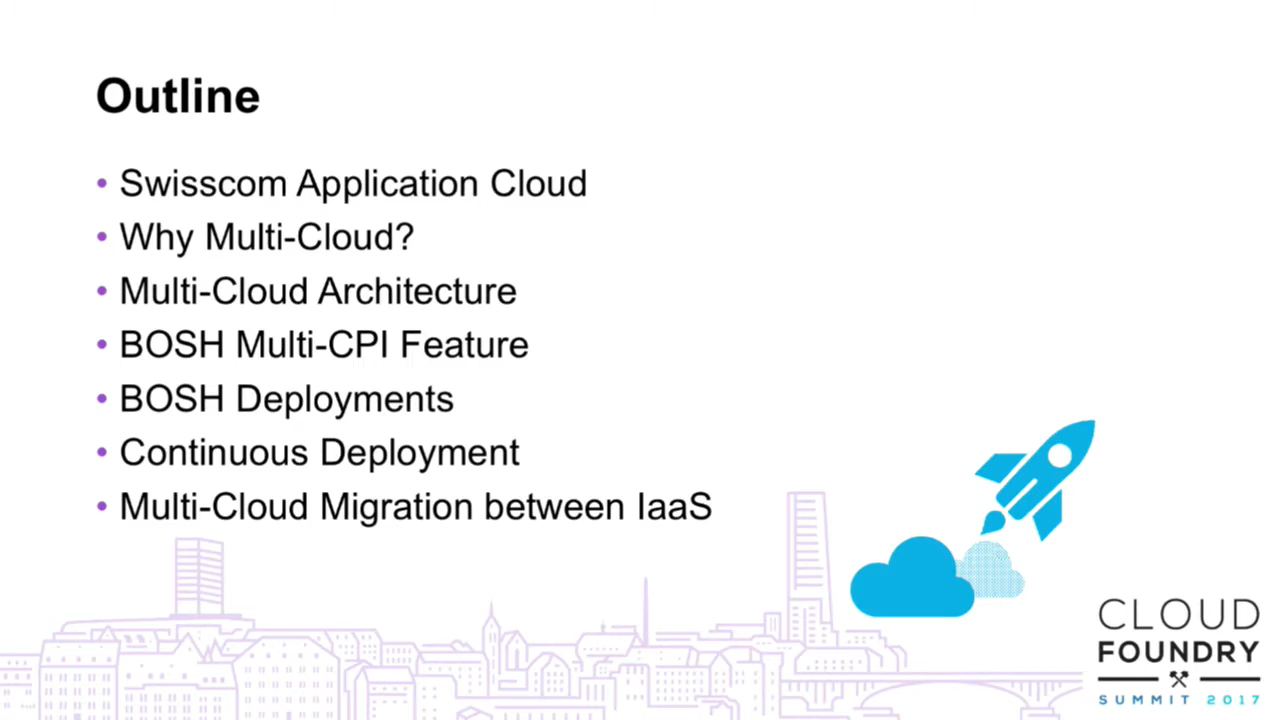 Outline
• Swisscom Application Cloud
• Why Multi-Cloud?
• Multi-Cloud Architecture
• BOSH Multi-CPI Feature
• BOSH Deployments
• Continuous Deployment
• Multi-Cloud Migration between IaaS
CLOUD
FOUNDRY
SUMMIT 2017